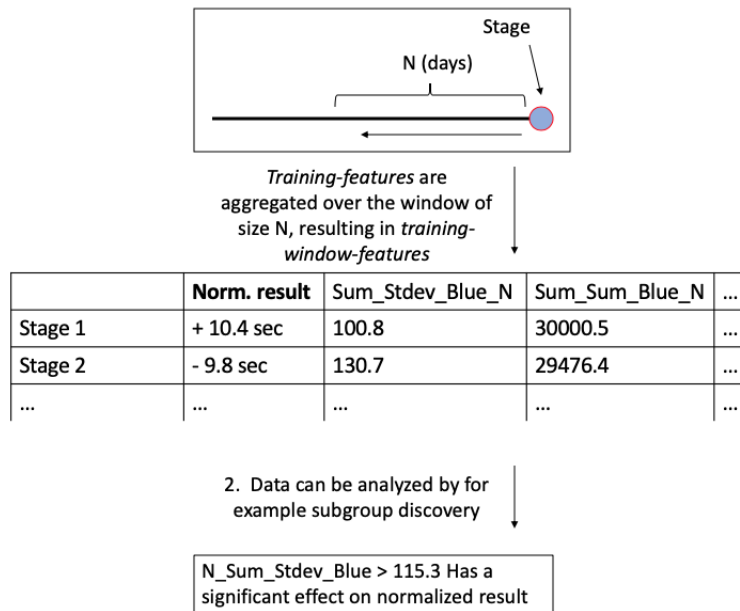 Stage
N (days)
Training-features are
aggregated over the window of
size N, resulting in training-
window-features
Norm. result Sum_Stdev_Blue_N Sum_Sum_Blue_N ...
Stage 1 + 10.4 sec 100.8 30000.5 ...
Stage 2 - 9.8 sec 130.7 29476.4 ...
... ... ... ... ...
2. Data can be analyzed by for
example subgroup discovery
N_Sum_Stdev_Blue > 115.3 Has a
significant effect on normalized result